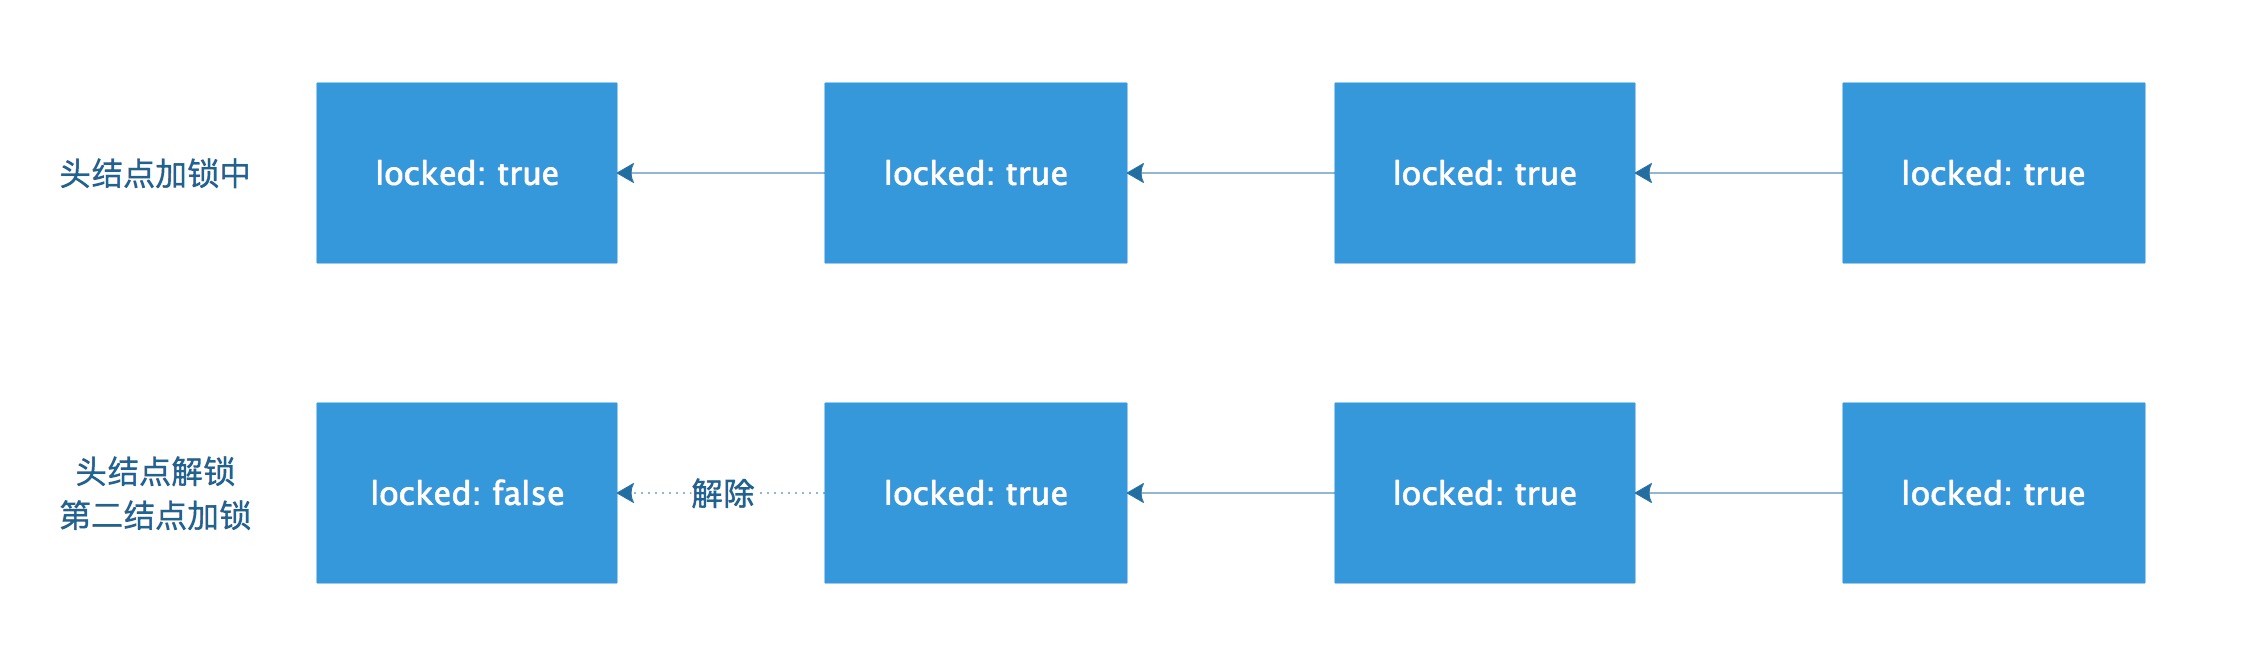 头结点加锁中
locked: true
locked: true
locked: true
locked: true
头结点解锁
第二结点加锁
locked: false
解除
locked: true
locked: true
locked: true